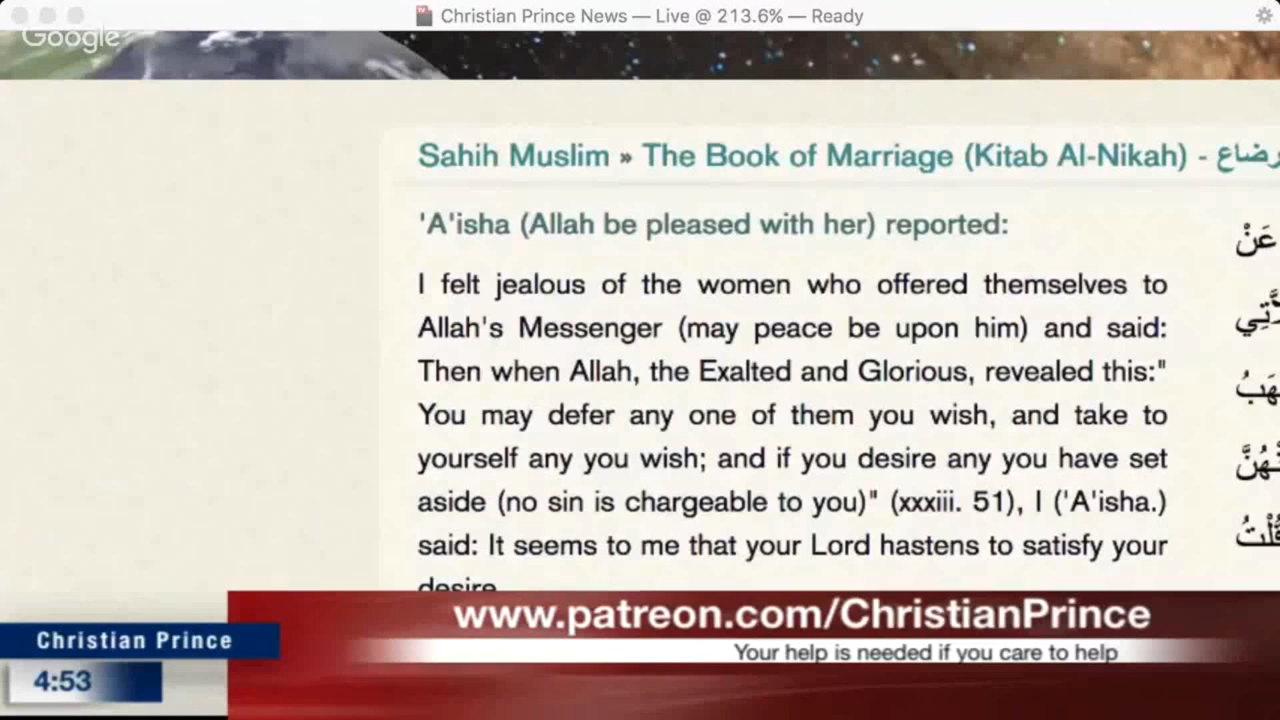 Christian Prince News — Live @ 213.6% — Ready
Google
Sahih Muslim » The Book of Marriage (Kitab Al-Nikah) - رضاع
'A'isha (Allah be pleased with her) reported:
عَنْ
I felt jealous of the women who offered themselves to
Allah's Messenger (may peace be upon him) and said:
Then when Allah, the Exalted and Glorious, revealed this:"
You may defer any one of them you wish, and take to
yourself any you wish; and if you desire any you have set
aside (no sin is chargeable to you)" (xxxiii. 51), I ('A'isha.)
said: It seems to me that your Lord hastens to satisfy your
desire.
www.patreon.com/ChristianPrince
Your help is needed if you care to help
Christian Prince
4:53